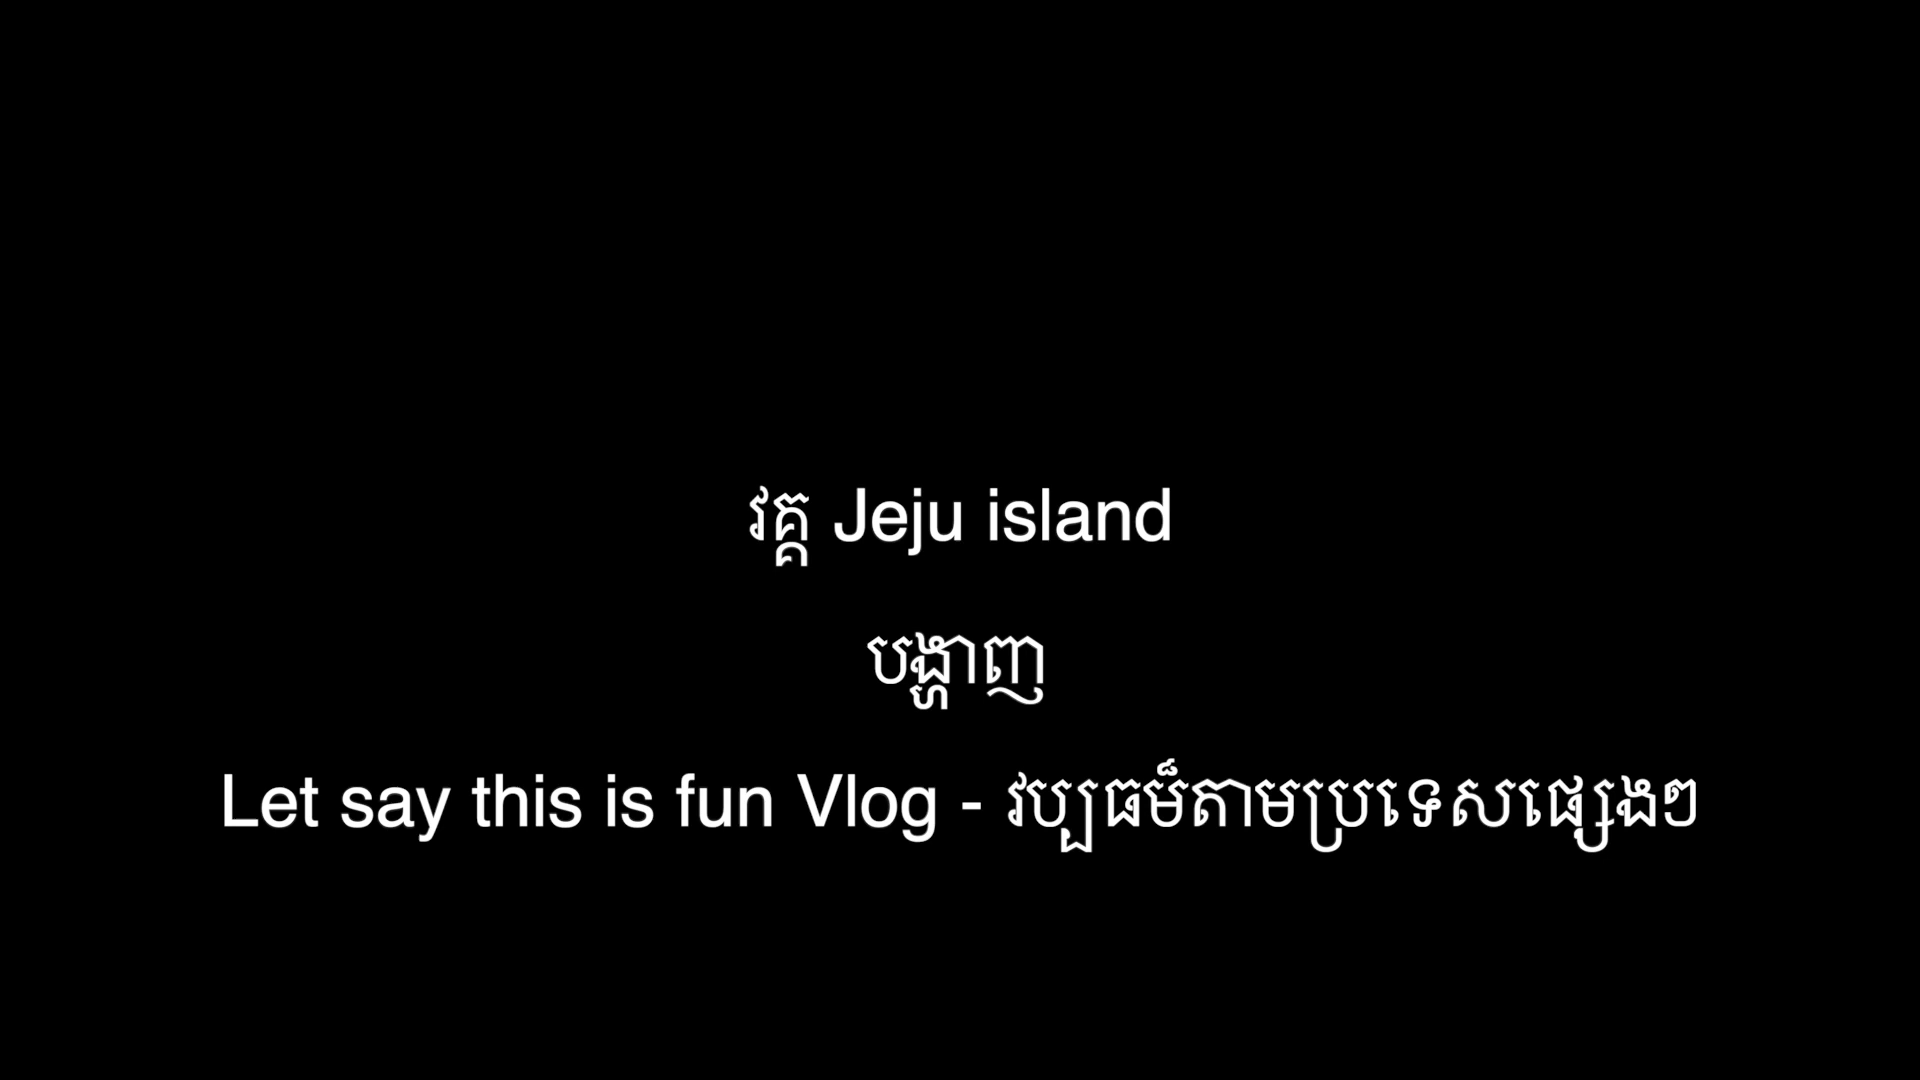 វគ្គ Jeju island
បង្ហាញ
Let say this is fun Vlog - វប្បធម៏តាមប្រទេសផ្សេងៗ